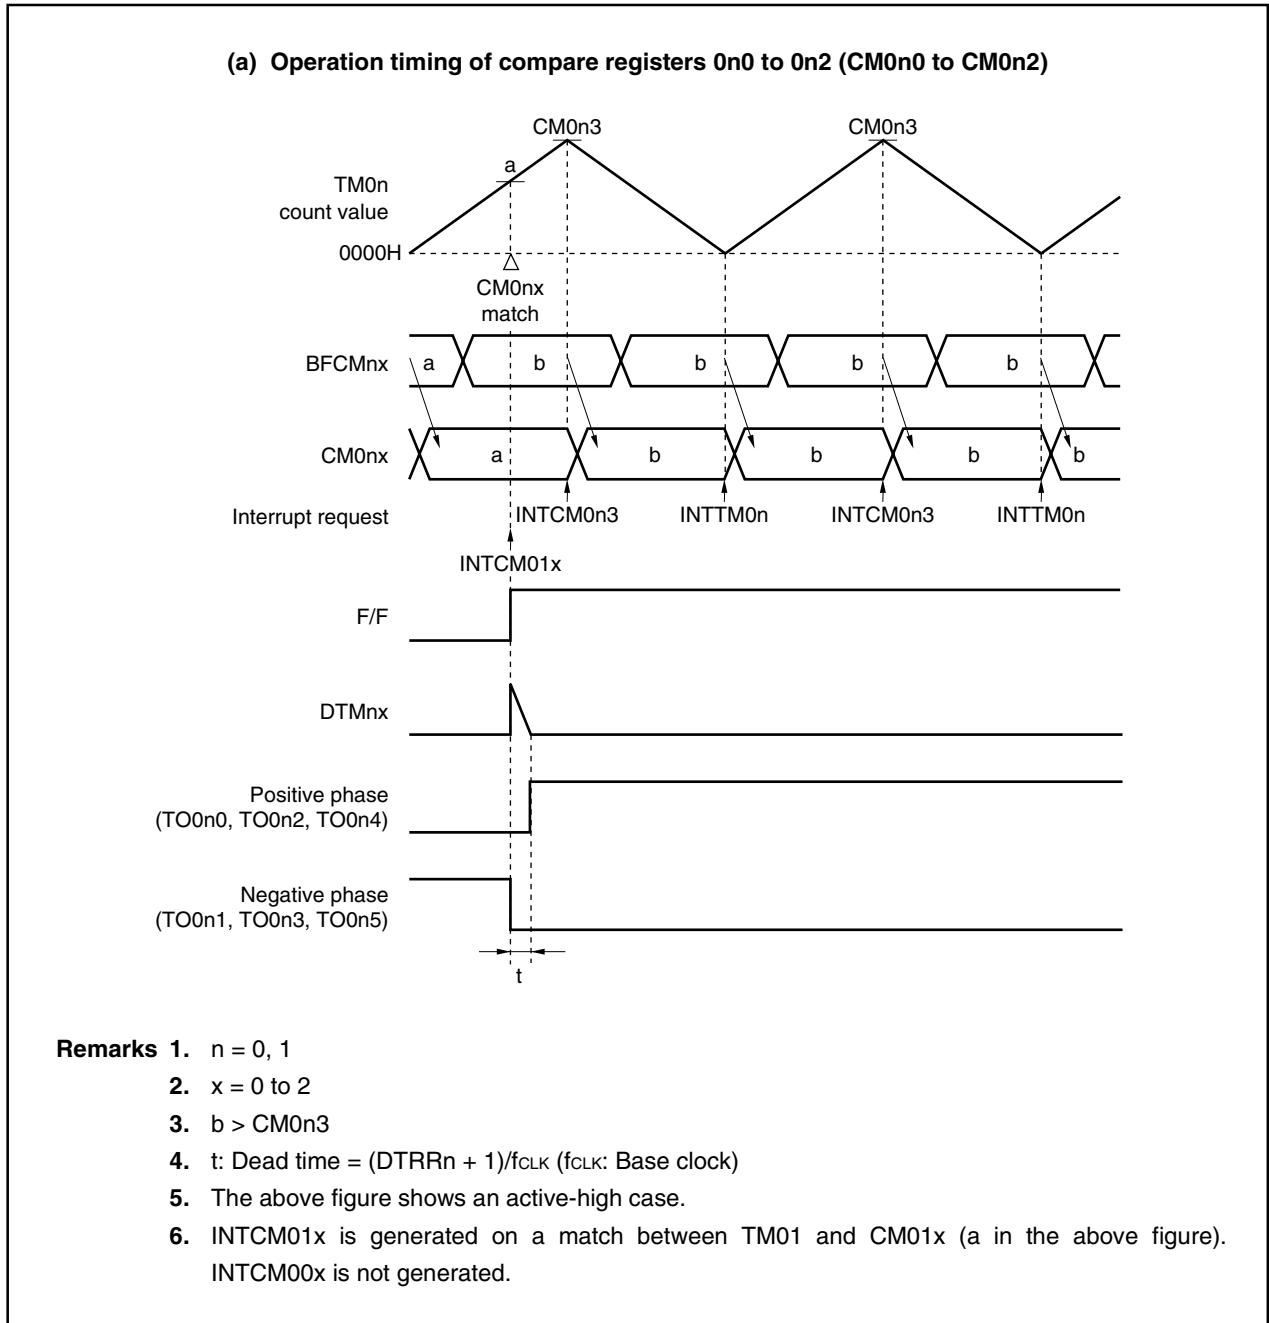 (a) Operation timing of compare registers 0n0 to 0n2 (CM0n0 to CM0n2)
CM0n3 CM0n3
a
TM0n
count value
0000H
CM0nx
match
BFCMnx a b b b b
CM0nx a b b b b
Interrupt request INTCM0n3 INTTM0n INTCM0n3 INTTM0n
INTCM01x
F/F
DTMnx
Positive phase
(TO0n0, TO0n2, TO0n4)
Negative phase
(TO0n1, TO0n3, TO0n5)
t
Remarks 1. n = 0, 1
2. x = 0 to 2
3. b > CM0n3
4. t: Dead time = (DTRRn + 1)/fCLK (fCLK: Base clock)
5. The above figure shows an active-high case.
6. INTCM01x is generated on a match between TM01 and CM01x (a in the above figure).
INTCM00x is not generated.